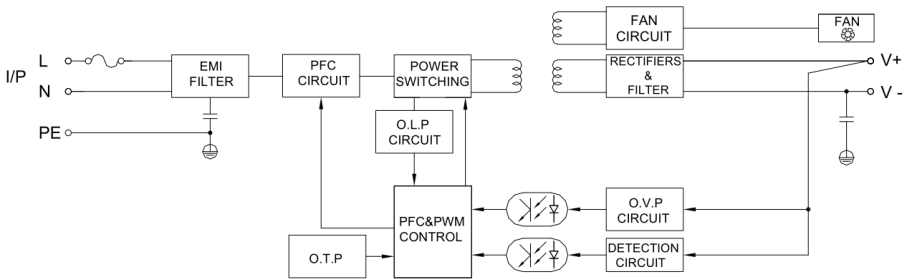 FAN
CIRCUIT
FAN
I/P
L
N
PE
EMI
FILTER
PFC
CIRCUIT
POWER
SWITCHING
RECTIFIERS
&
FILTER
V+
V -
O.L.P
CIRCUIT
PFC&PWM
CONTROL
O.V.P
CIRCUIT
O.T.P
DETECTION
CIRCUIT